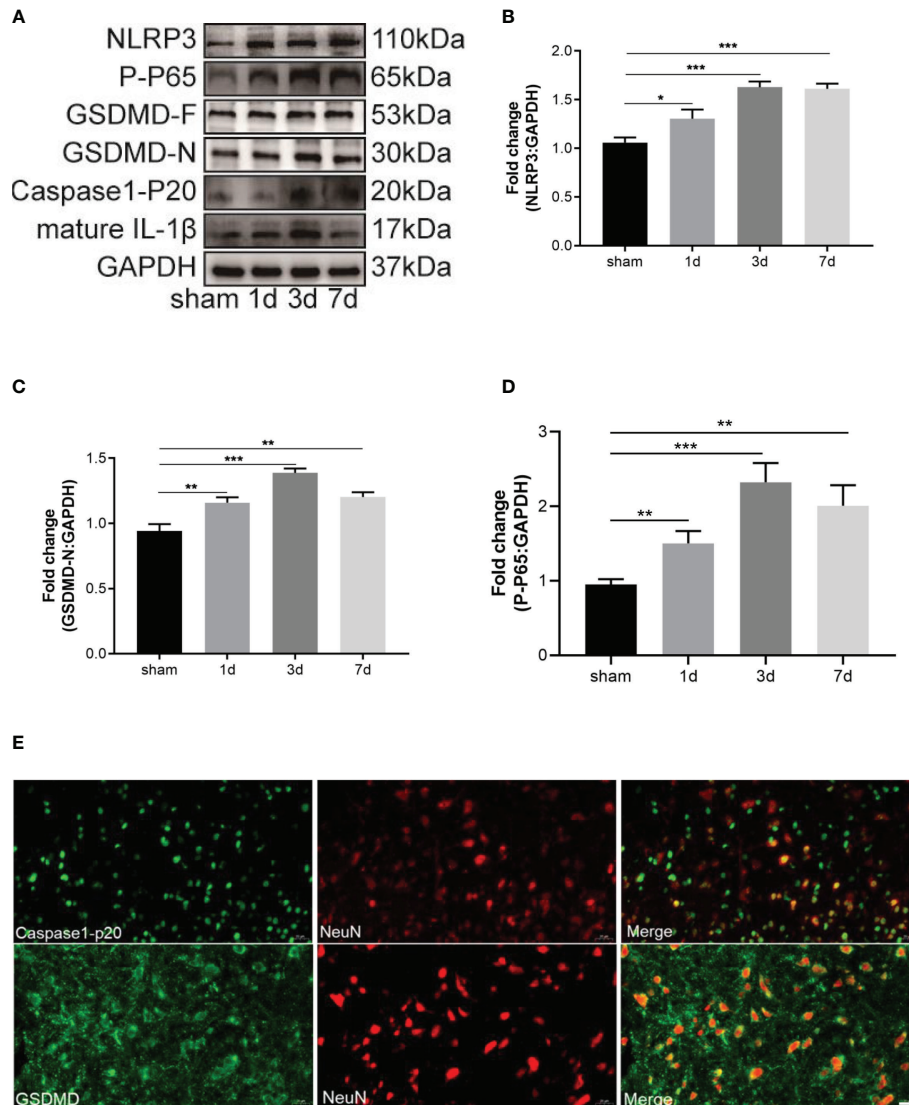 A
NLRP3 110kDa
P-P65 65kDa
GSDMD-F 53kDa
GSDMD-N 30kDa
Caspase1-P20 20kDa
mature IL-1β 17kDa
GAPDH 37kDa
sham 1d 3d 7d
B
Fold change
(NLRP3:GAPDH)
2.0
1.5
1.0
0.5
0.0
***
***
*
sham 1d 3d 7d
C
Fold change
(GSDMD-N:GAPDH)
1.5
1.0
0.5
0.0
**
***
**
sham 1d 3d 7d
D
Fold change
(P-P65:GAPDH)
3
2
1
0
**
***
**
sham 1d 3d 7d
E
Caspase1-p20 NeuN Merge
GSDMD NeuN Merge